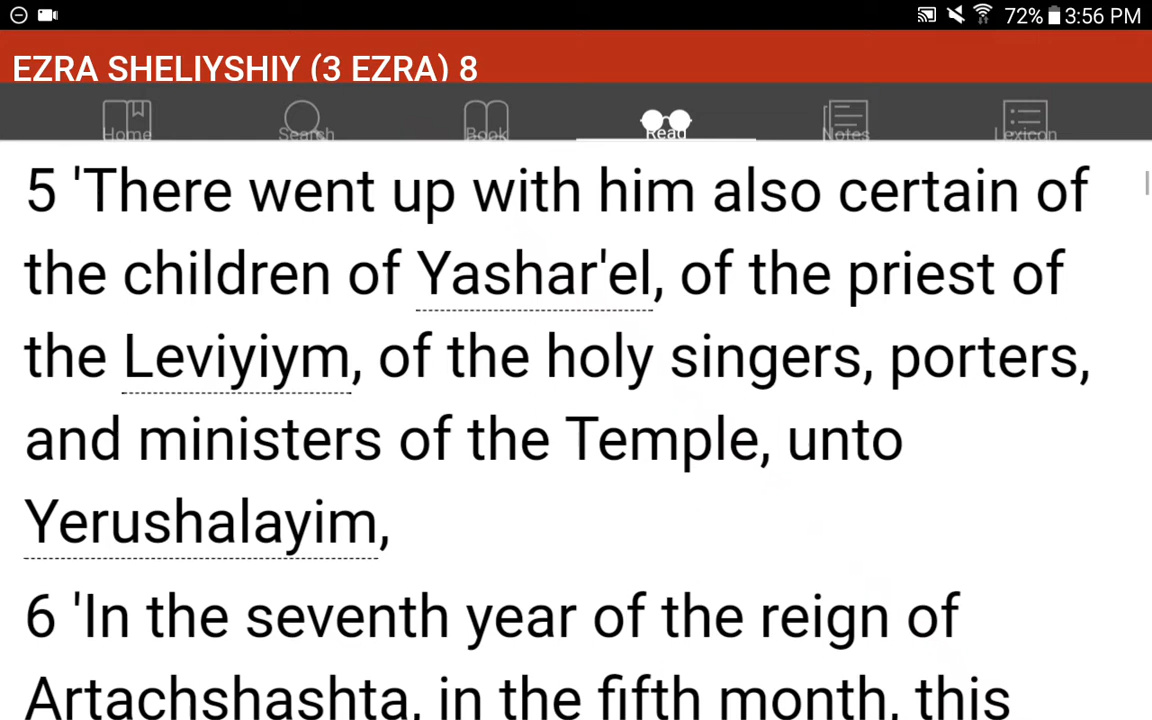 72% 3:56 PM
EZRA SHELIYSHIY (3 EZRA) 8
Home Search Book Read Notes Lexicon
5 'There went up with him also certain of
the children of Yashar'el, of the priest of
the Leviyiym, of the holy singers, porters,
and ministers of the Temple, unto
Yerushalayim,
6 'In the seventh year of the reign of
Artachshashta, in the fifth month, this